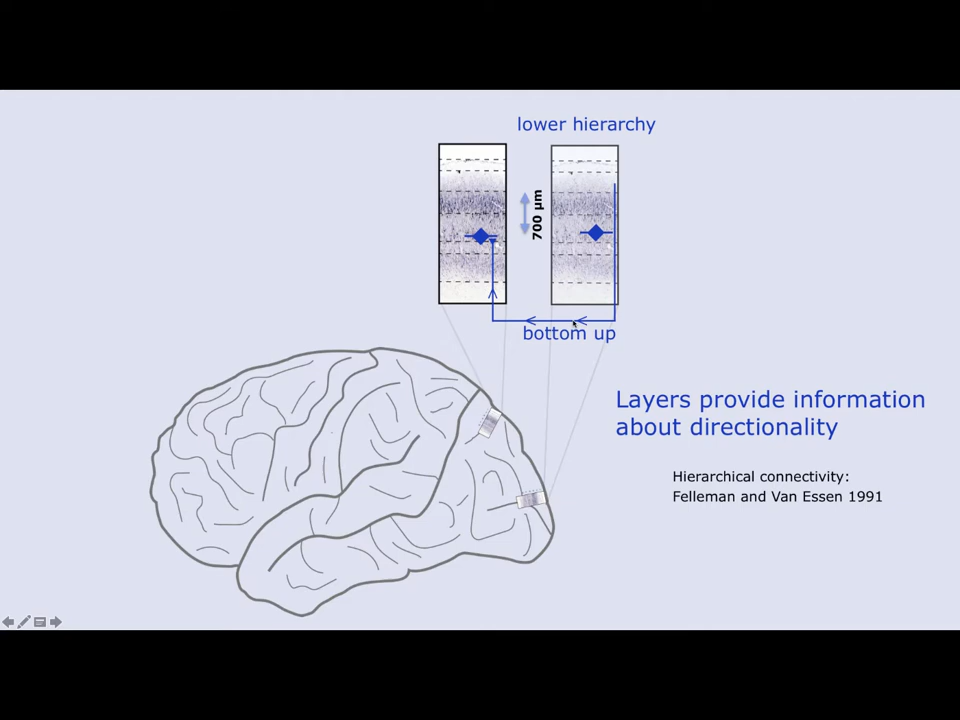 lower hierarchy
700 µm
bottom up
Layers provide information
about directionality
Hierarchical connectivity:
Felleman and Van Essen 1991